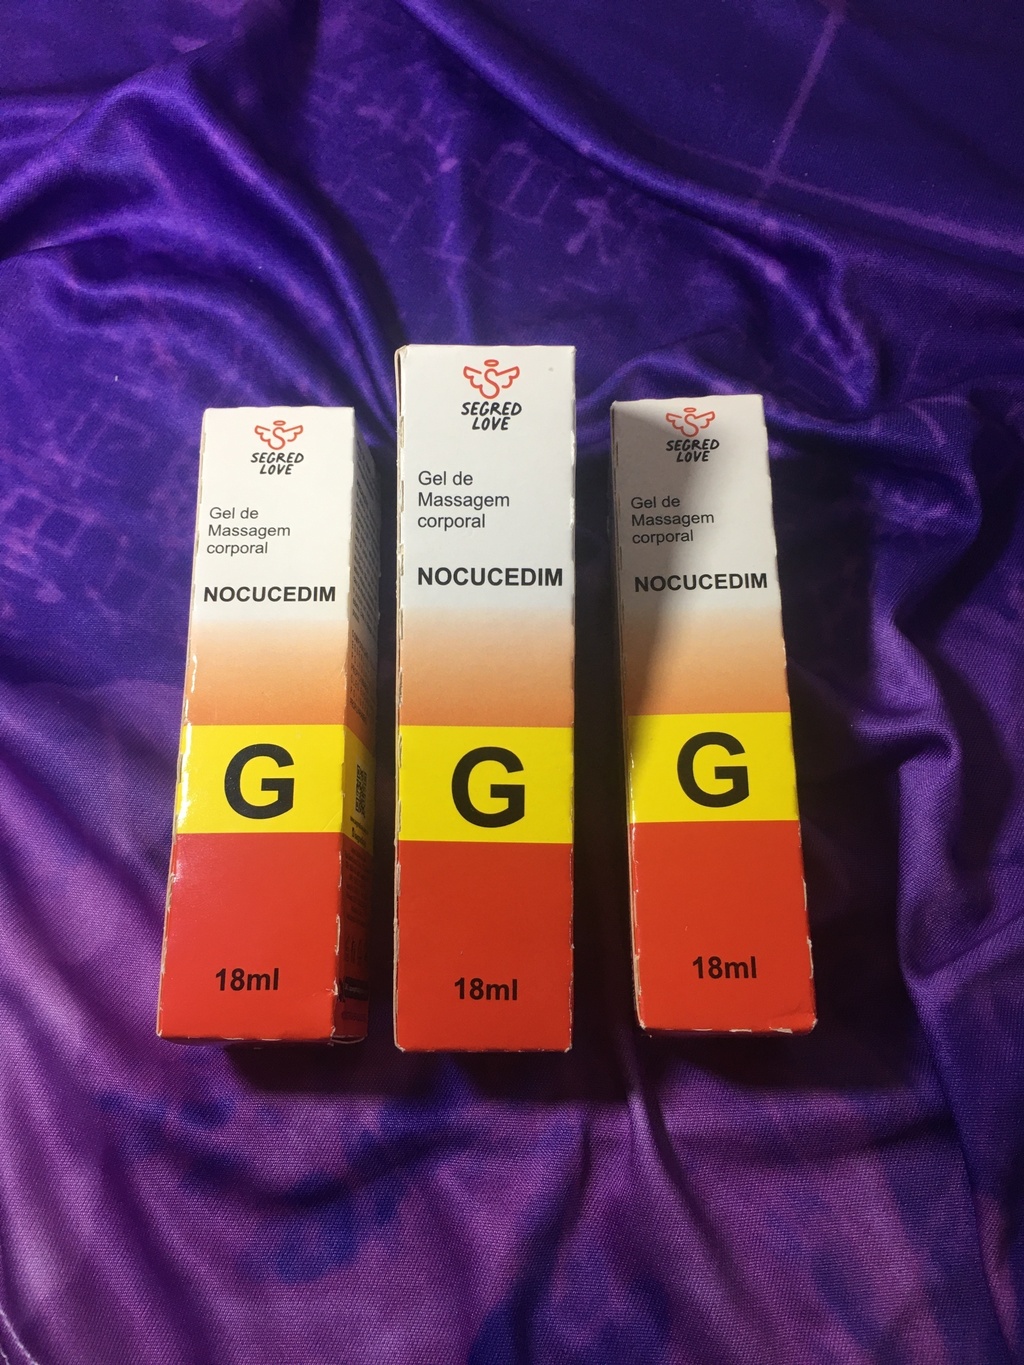 SEGRED
LOVE
Gel de
Massagem
corporal
NOCUCEDIM
G
18ml
SEGRED
LOVE
Gel de
Massagem
corporal
NOCUCEDIM
G
18ml
SEGRED
LOVE
Gel de
Massagem
corporal
NOCUCEDIM
G
18ml